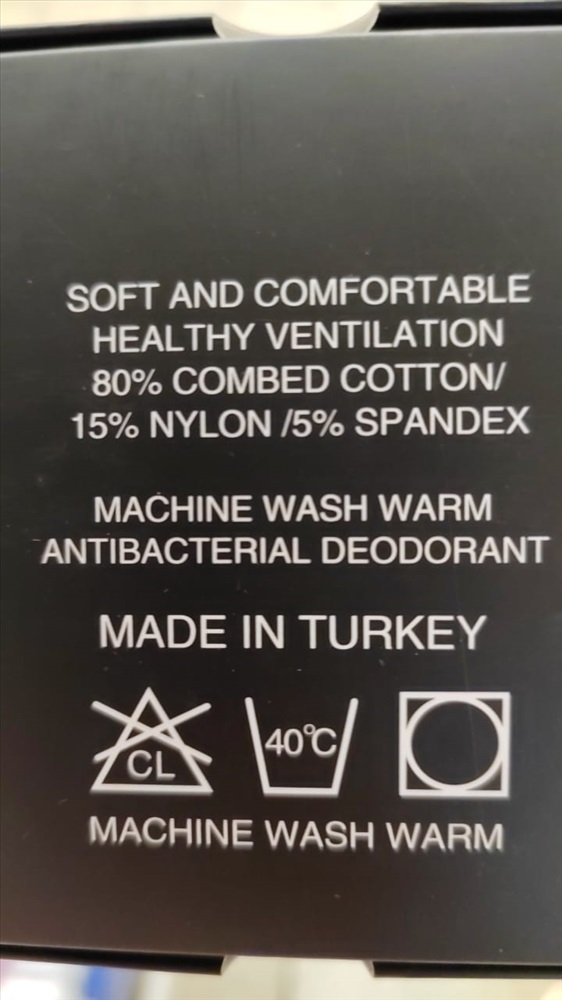 SOFT AND COMFORTABLE
HEALTHY VENTILATION
80% COMBED COTTON/
15% NYLON /5% SPANDEX
MACHINE WASH WARM
ANTIBACTERIAL DEODORANT
MADE IN TURKEY
CL 40°C
MACHINE WASH WARM